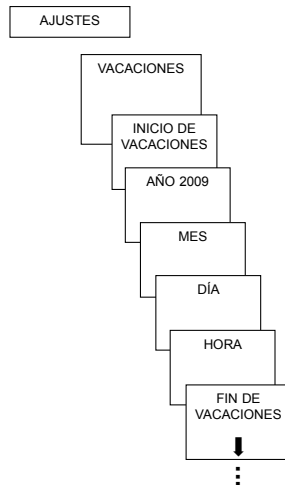 AJUSTES
VACACIONES
INICIO DE
VACACIONES
AÑO 2009
MES
DÍA
HORA
FIN DE
VACACIONES